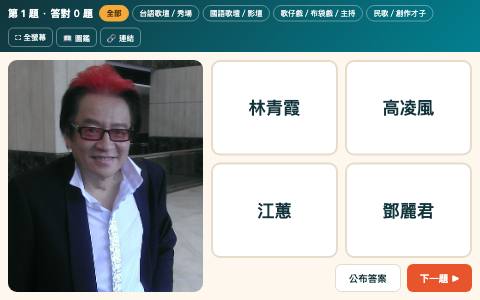 第 1 題 · 答對 0 題 全部 台語歌壇 / 秀場 國語歌壇 / 影壇 歌仔戲 / 布袋戲 / 主持 民歌 / 創作才子
全螢幕 圖鑑 連結
林青霞 高凌風
江蕙 鄧麗君
公布答案 下一題